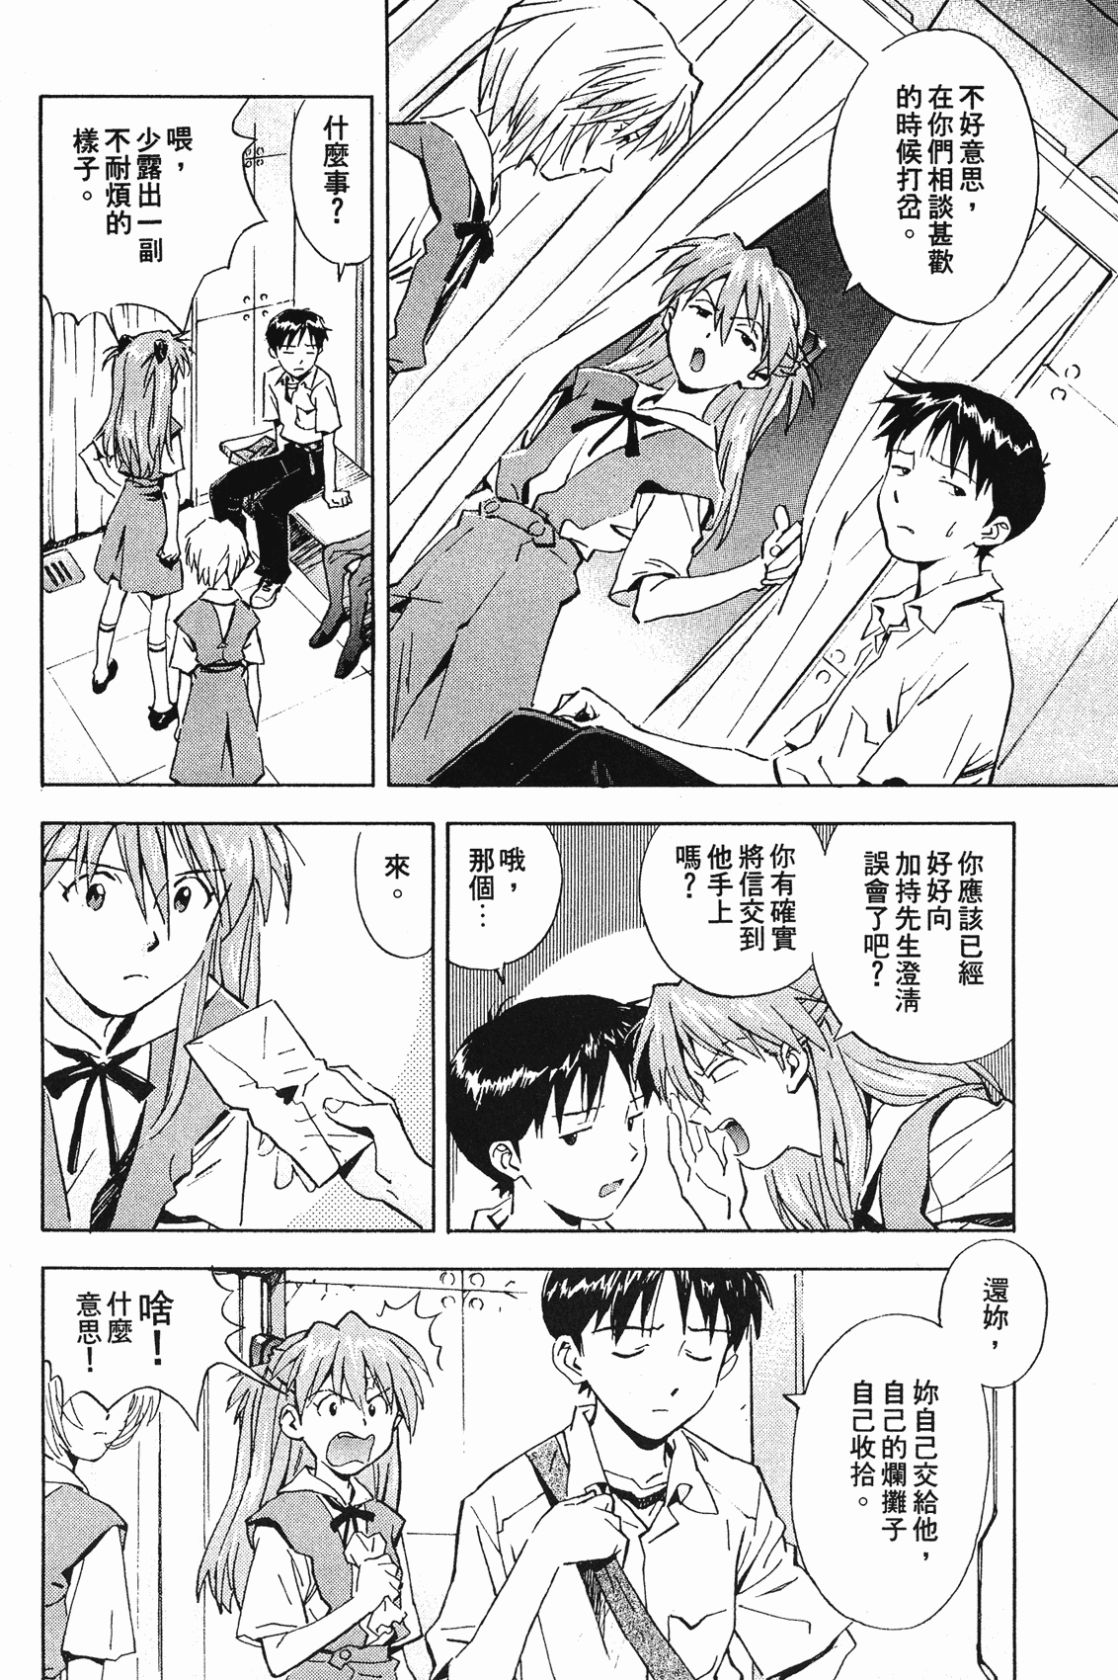 不好意思，
在你們相談甚歡
的時候打岔。
什麼事？
喂，
少露出一副
不耐煩的
樣子。
你應該已經
好好向
加持先生澄清
誤會了吧？
你有確實
將信交到
他手上
嗎？
哦，
那個…
來。
還妳，
妳自己交給他，
自己的爛攤子
自己收拾。
啥！
什麼
意思！